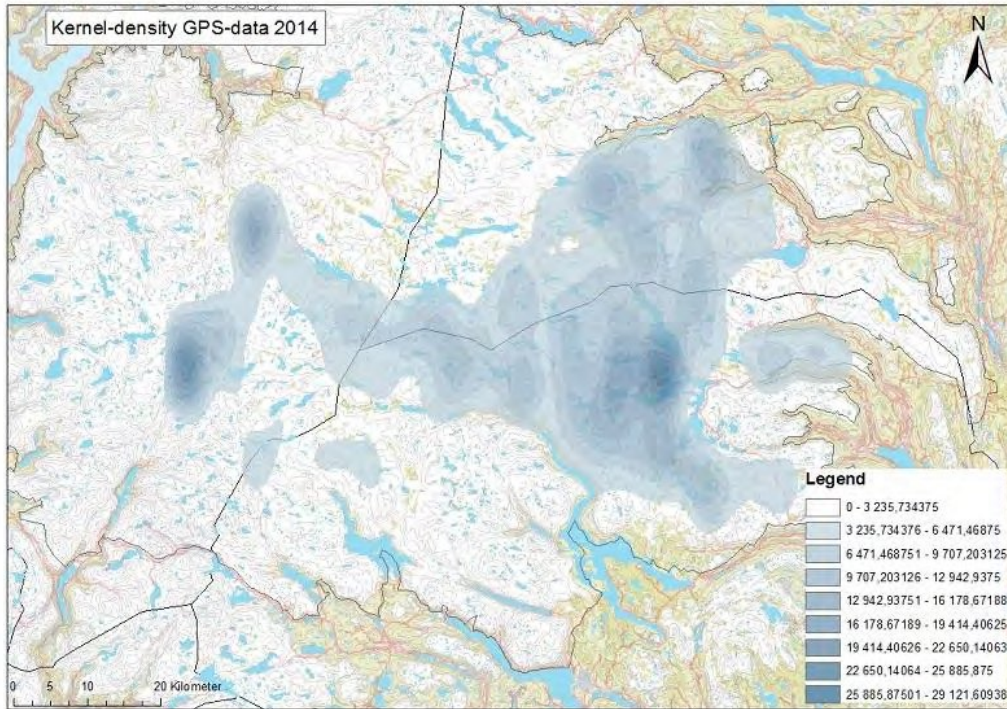 Kernel-density GPS-data 2014
N
Legend
0 - 3 235,734375
3 235,734376 - 6 471,46875
6 471,468751 - 9 707,203125
9 707,203126 - 12 942,9375
12 942,93751 - 16 178,67188
16 178,67189 - 19 414,40625
19 414,40626 - 22 650,14063
22 650,14064 - 25 885,875
25 885,87501 - 29 121,60938
0 5 10 20 Kilometer